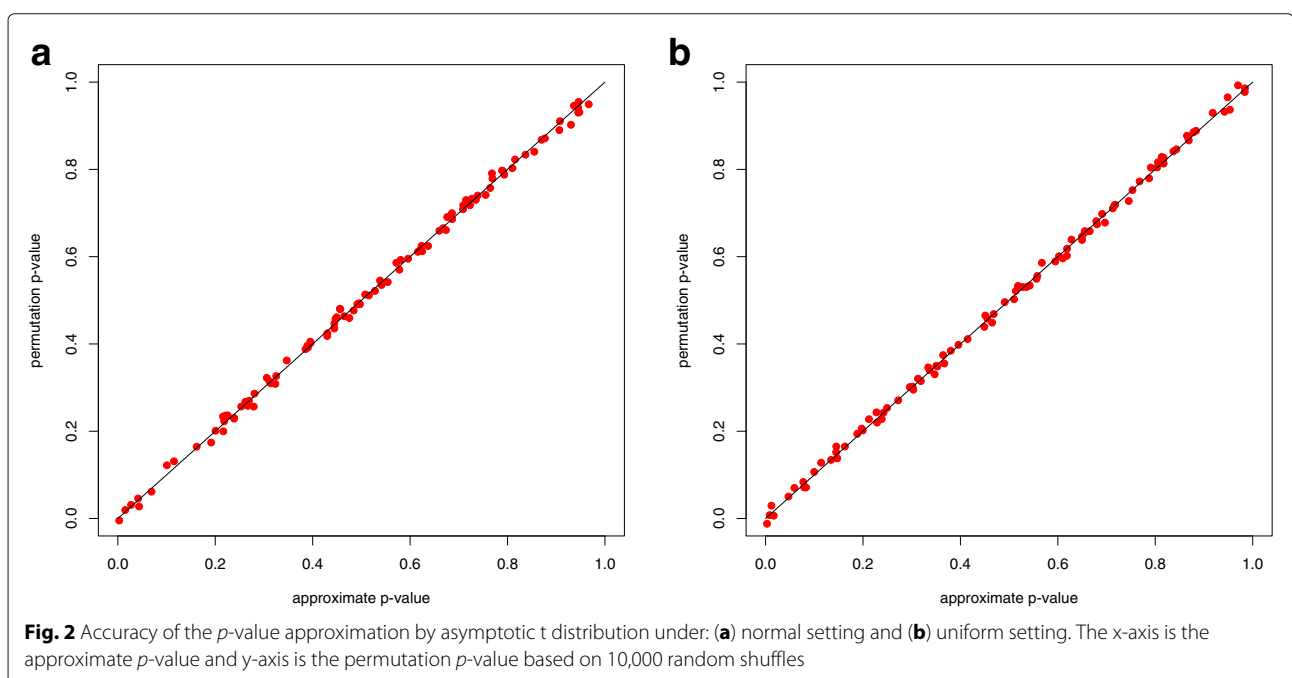 a
1.0
0.8
0.6
0.4
0.2
0.0
permutation p-value
0.0 0.2 0.4 0.6 0.8 1.0
approximate p-value
b
1.0
0.8
0.6
0.4
0.2
0.0
permutation p-value
0.0 0.2 0.4 0.6 0.8 1.0
approximate p-value
Fig. 2 Accuracy of the p-value approximation by asymptotic t distribution under: (a) normal setting and (b) uniform setting. The x-axis is the
approximate p-value and y-axis is the permutation p-value based on 10,000 random shuffles